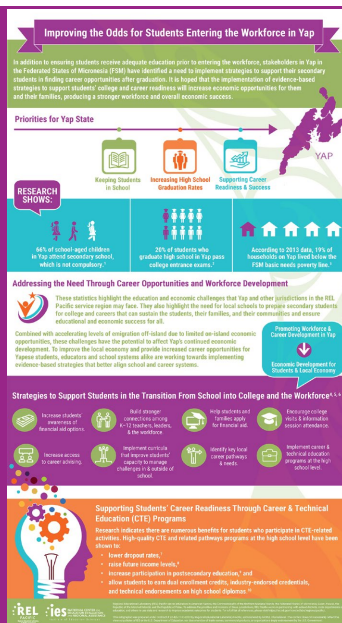 Improving the Odds for Students Entering the Workforce in Yap
In addition to ensuring students receive adequate education prior to entering the workforce, stakeholders in Yap in
the Federated States of Micronesia (FSM) have identified a need to implement strategies to support their secondary
students in finding career opportunities after graduation. It is hoped that the implementation of evidence-based
strategies to support students' college and career readiness will increase economic opportunities for them
and their families, producing a stronger workforce and overall economic success.
Priorities for Yap State
YAP
Keeping Students
in School
Increasing High School
Graduation Rates
Supporting Career
Readiness & Success
RESEARCH
SHOWS:
66% of school-aged children
in Yap attend secondary school,
which is not compulsory.
20% of students who
graduate high school in Yap pass
college entrance exams.
According to 2013 data, 19% of
households on Yap lived below the
FSM basic needs poverty line.
Addressing the Need Through Career Opportunities and Workforce Development
These statistics highlight the education and economic challenges that Yap and other jurisdictions in the REL
Pacific service region may face. They also highlight the need for local schools to prepare secondary students
for college and careers that can sustain the students, their families, and their communities and ensure
educational and economic success for all.
Combined with accelerating levels of emigration off-island due to limited on-island economic
opportunities, these challenges have the potential to affect Yap's continued economic
development. To improve the local economy and provide increased career opportunities for
Yapese students, educators and school systems alike are working towards implementing
evidence-based strategies that better align school and career systems.
Promoting Workforce &
Career Development in Yap
Economic Development for
Students & Local Economy
Strategies to Support Students in the Transition From School into College and the Workforce
Increase students'
awareness of
financial aid options.
Build stronger
connections among
K–12 teachers, leaders,
& the workforce
Help students and
families apply
for financial aid.
Encourage college
visits & information
session attendance.
Increase access
to career advising.
Implement curricula
that improve students'
capacity to manage
challenges in & outside of
school.
Identify key local
career pathways
& needs.
Implement career &
technical education
programs at the high
school level.
Supporting Students' Career Readiness Through Career & Technical
Education (CTE) Programs
Research indicates there are numerous benefits for students who participate in CTE-related
activities. High-quality CTE and related pathways programs at the high school level have been
shown to:
• lower dropout rates,
• raise future income levels,
• increase participation in postsecondary education, and
• allow students to earn dual enrollment credits, industry-endorsed credentials,
and technical endorsements on high school diplomas.
REL
PACIFIC
ies